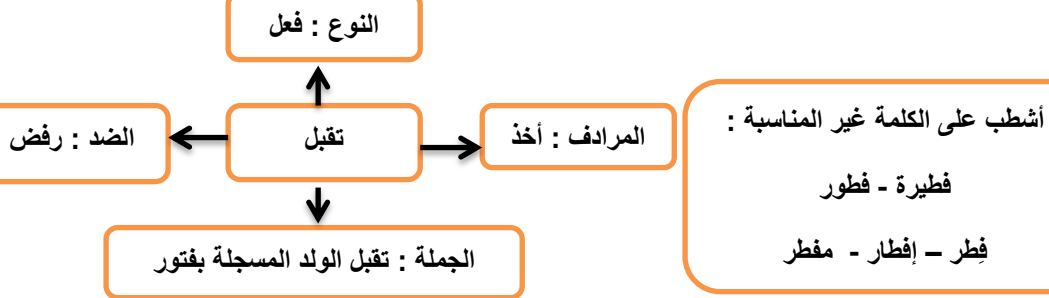 النوع : فعل
أشطب على الكلمة غير المناسبة :
المرادف : أخذ
تقبل
الضد : رفض
فطيرة - فطور
فِطر – إفطار - مفطر
الجملة : تقبل الولد المسجلة بفتور